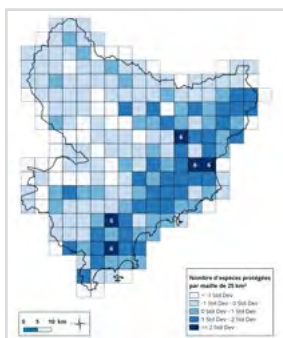 6
6 6
6
6
Nombre d'espèces protégées
par maille de 25 km²
< -1 Std Dev
-1 Std Dev - 0 Std Dev
0 Std Dev - 1 Std Dev
1 Std Dev - 2 Std Dev
>= 2 Std Dev
0 5 10 km